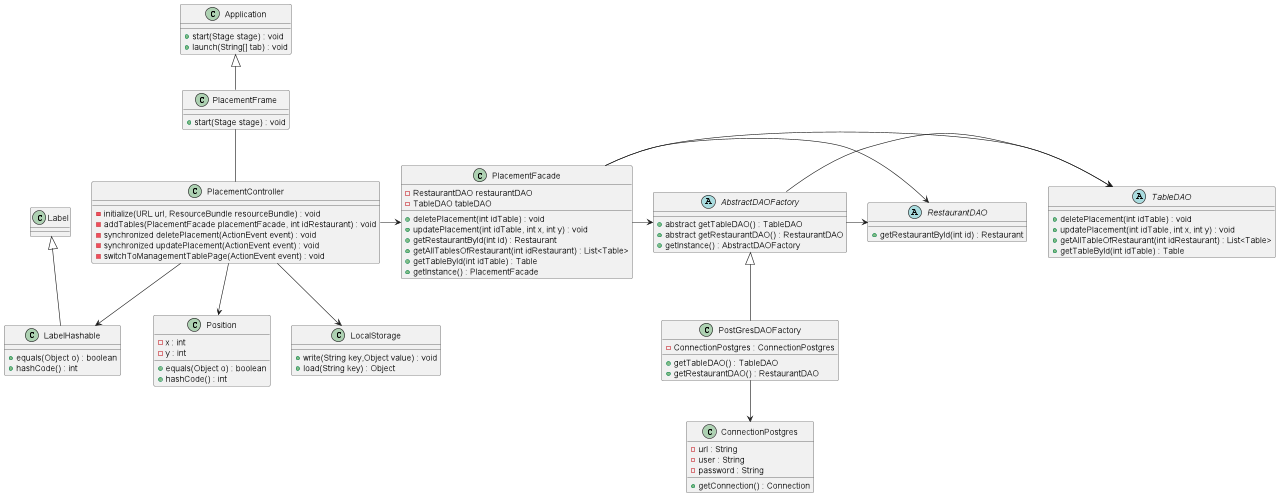 C Application
start(Stage stage) : void
launch(String[] tab) : void
C PlacementFrame
start(Stage stage) : void
C PlacementController
initialize(URL url, ResourceBundle resourceBundle) : void
addTables(PlacementFacade placementFacade, int idRestaurant) : void
synchronized deletePlacement(ActionEvent event) : void
synchronized updatePlacement(ActionEvent event) : void
switchToManagementTablePage(ActionEvent event) : void
C PlacementFacade
RestaurantDAO restaurantDAO
TableDAO tableDAO
deletePlacement(int idTable) : void
updatePlacement(int idTable, int x, int y) : void
getRestaurantById(int id) : Restaurant
getAllTablesOfRestaurant(int idRestaurant) : List<Table>
getTableById(int idTable) : Table
getInstance() : PlacementFacade
A AbstractDAOFactory
abstract getTableDAO() : TableDAO
abstract getRestaurantDAO() : RestaurantDAO
getInstance() : AbstractDAOFactory
A RestaurantDAO
getRestaurantById(int id) : Restaurant
A TableDAO
deletePlacement(int idTable) : void
updatePlacement(int idTable, int x, int y) : void
getAllTableOfRestaurant(int idRestaurant) : List<Table>
getTableById(int idTable) : Table
C Label
C LabelHashable
equals(Object o) : boolean
hashCode() : int
C Position
x : int
y : int
equals(Object o) : boolean
hashCode() : int
C LocalStorage
write(String key,Object value) : void
load(String key) : Object
C PostGresDAOFactory
ConnectionPostgres : ConnectionPostgres
getTableDAO() : TableDAO
getRestaurantDAO() : RestaurantDAO
C ConnectionPostgres
url : String
user : String
password : String
getConnection() : Connection